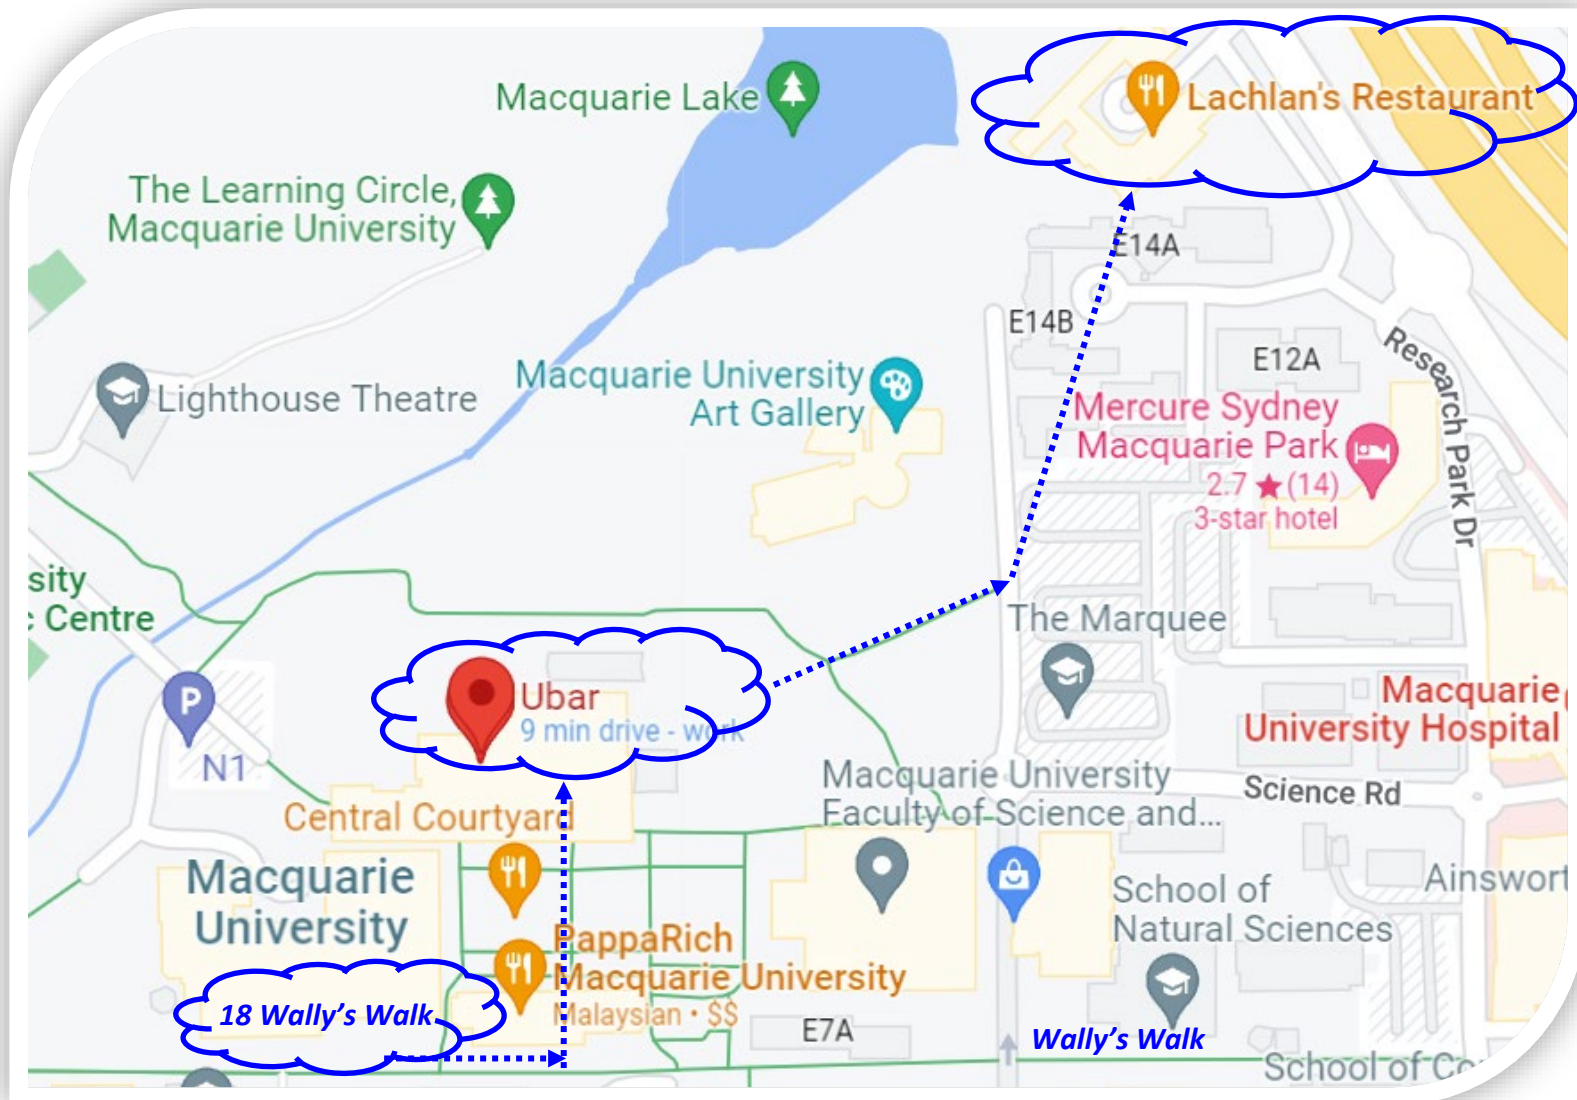 Macquarie Lake
Lachlan's Restaurant
The Learning Circle,
Macquarie University
E14A
E14B
Research Park Dr
E12A
Macquarie University
Art Gallery
Lighthouse Theatre
Mercure Sydney
Macquarie Park
2.7 ★ (14)
3-star hotel
sity
c Centre
The Marquee
Ubar
9 min drive - work
Macquarie
University Hospital
P
N1
Macquarie University
Faculty of Science and...
Science Rd
Central Courtyard
Macquarie
University
School of
Natural Sciences
Ainswort
PappaRich
Macquarie University
Malaysian · $$
18 Wally's Walk
E7A
Wally's Walk
School of Co